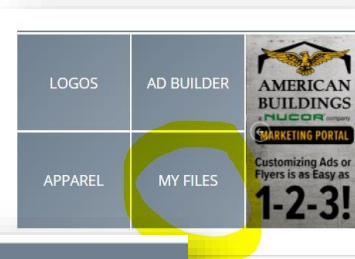 LOGOS
AD BUILDER
APPAREL
MY FILES
AMERICAN
BUILDINGS
a NUCOR company
MARKETING PORTAL
Customizing Ads or
Flyers is as Easy as
1-2-3!